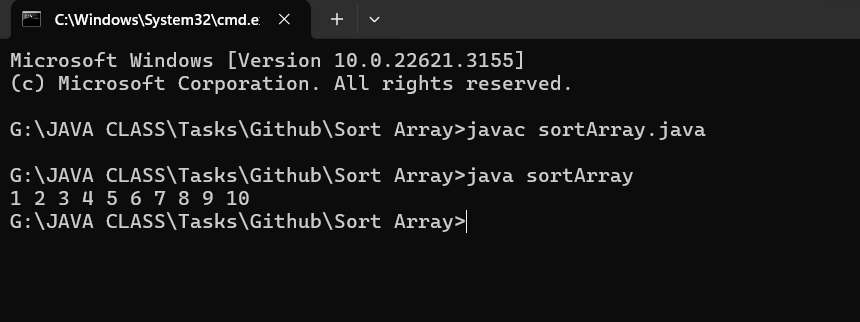 C:\Windows\System32\cmd.e
Microsoft Windows [Version 10.0.22621.3155]
(c) Microsoft Corporation. All rights reserved.
G:\JAVA CLASS\Tasks\Github\Sort Array>javac sortArray.java
G:\JAVA CLASS\Tasks\Github\Sort Array>java sortArray
1 2 3 4 5 6 7 8 9 10
G:\JAVA CLASS\Tasks\Github\Sort Array>